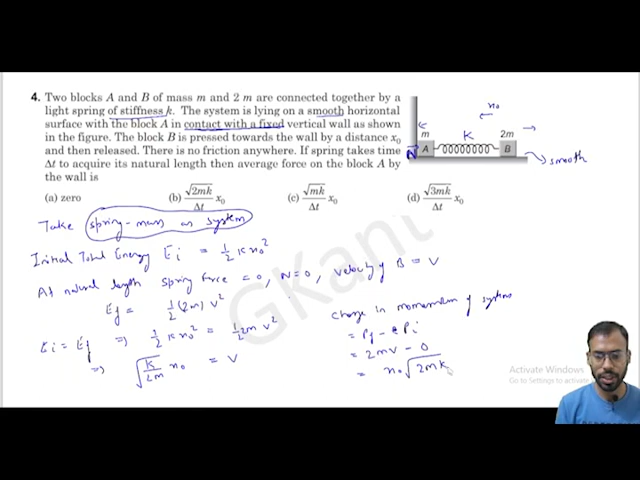 4. Two blocks A and B of mass m and 2 m are connected together by a
light spring of stiffness k. The system is lying on a smooth horizontal
surface with the block A in contact with a fixed vertical wall as shown
in the figure. The block B is pressed towards the wall by a distance x₀
and then released. There is no friction anywhere. If spring takes time
Δt to acquire its natural length then average force on the block A by
the wall is
(a) zero (b) √2mk/Δt x₀ (c) √mk/Δt x₀ (d) √3mk/Δt x₀
x₀
m K 2m
N A B
smooth
Take spring-mass as system
Initial Total Energy Ei = 1/2 kx₀²
At natural length spring force = 0, N=0, velocity of B = V
Ef = 1/2 (2m) v²
Ei = Ef ⇒ 1/2 kx₀² = 1/2 2m v²
⇒ √K/2m x₀ = V
Change in momentum of system
= Pf - Pi
= 2mv - 0
= x₀ √2mk
GKant
Activate Windows
Go to Settings to activate